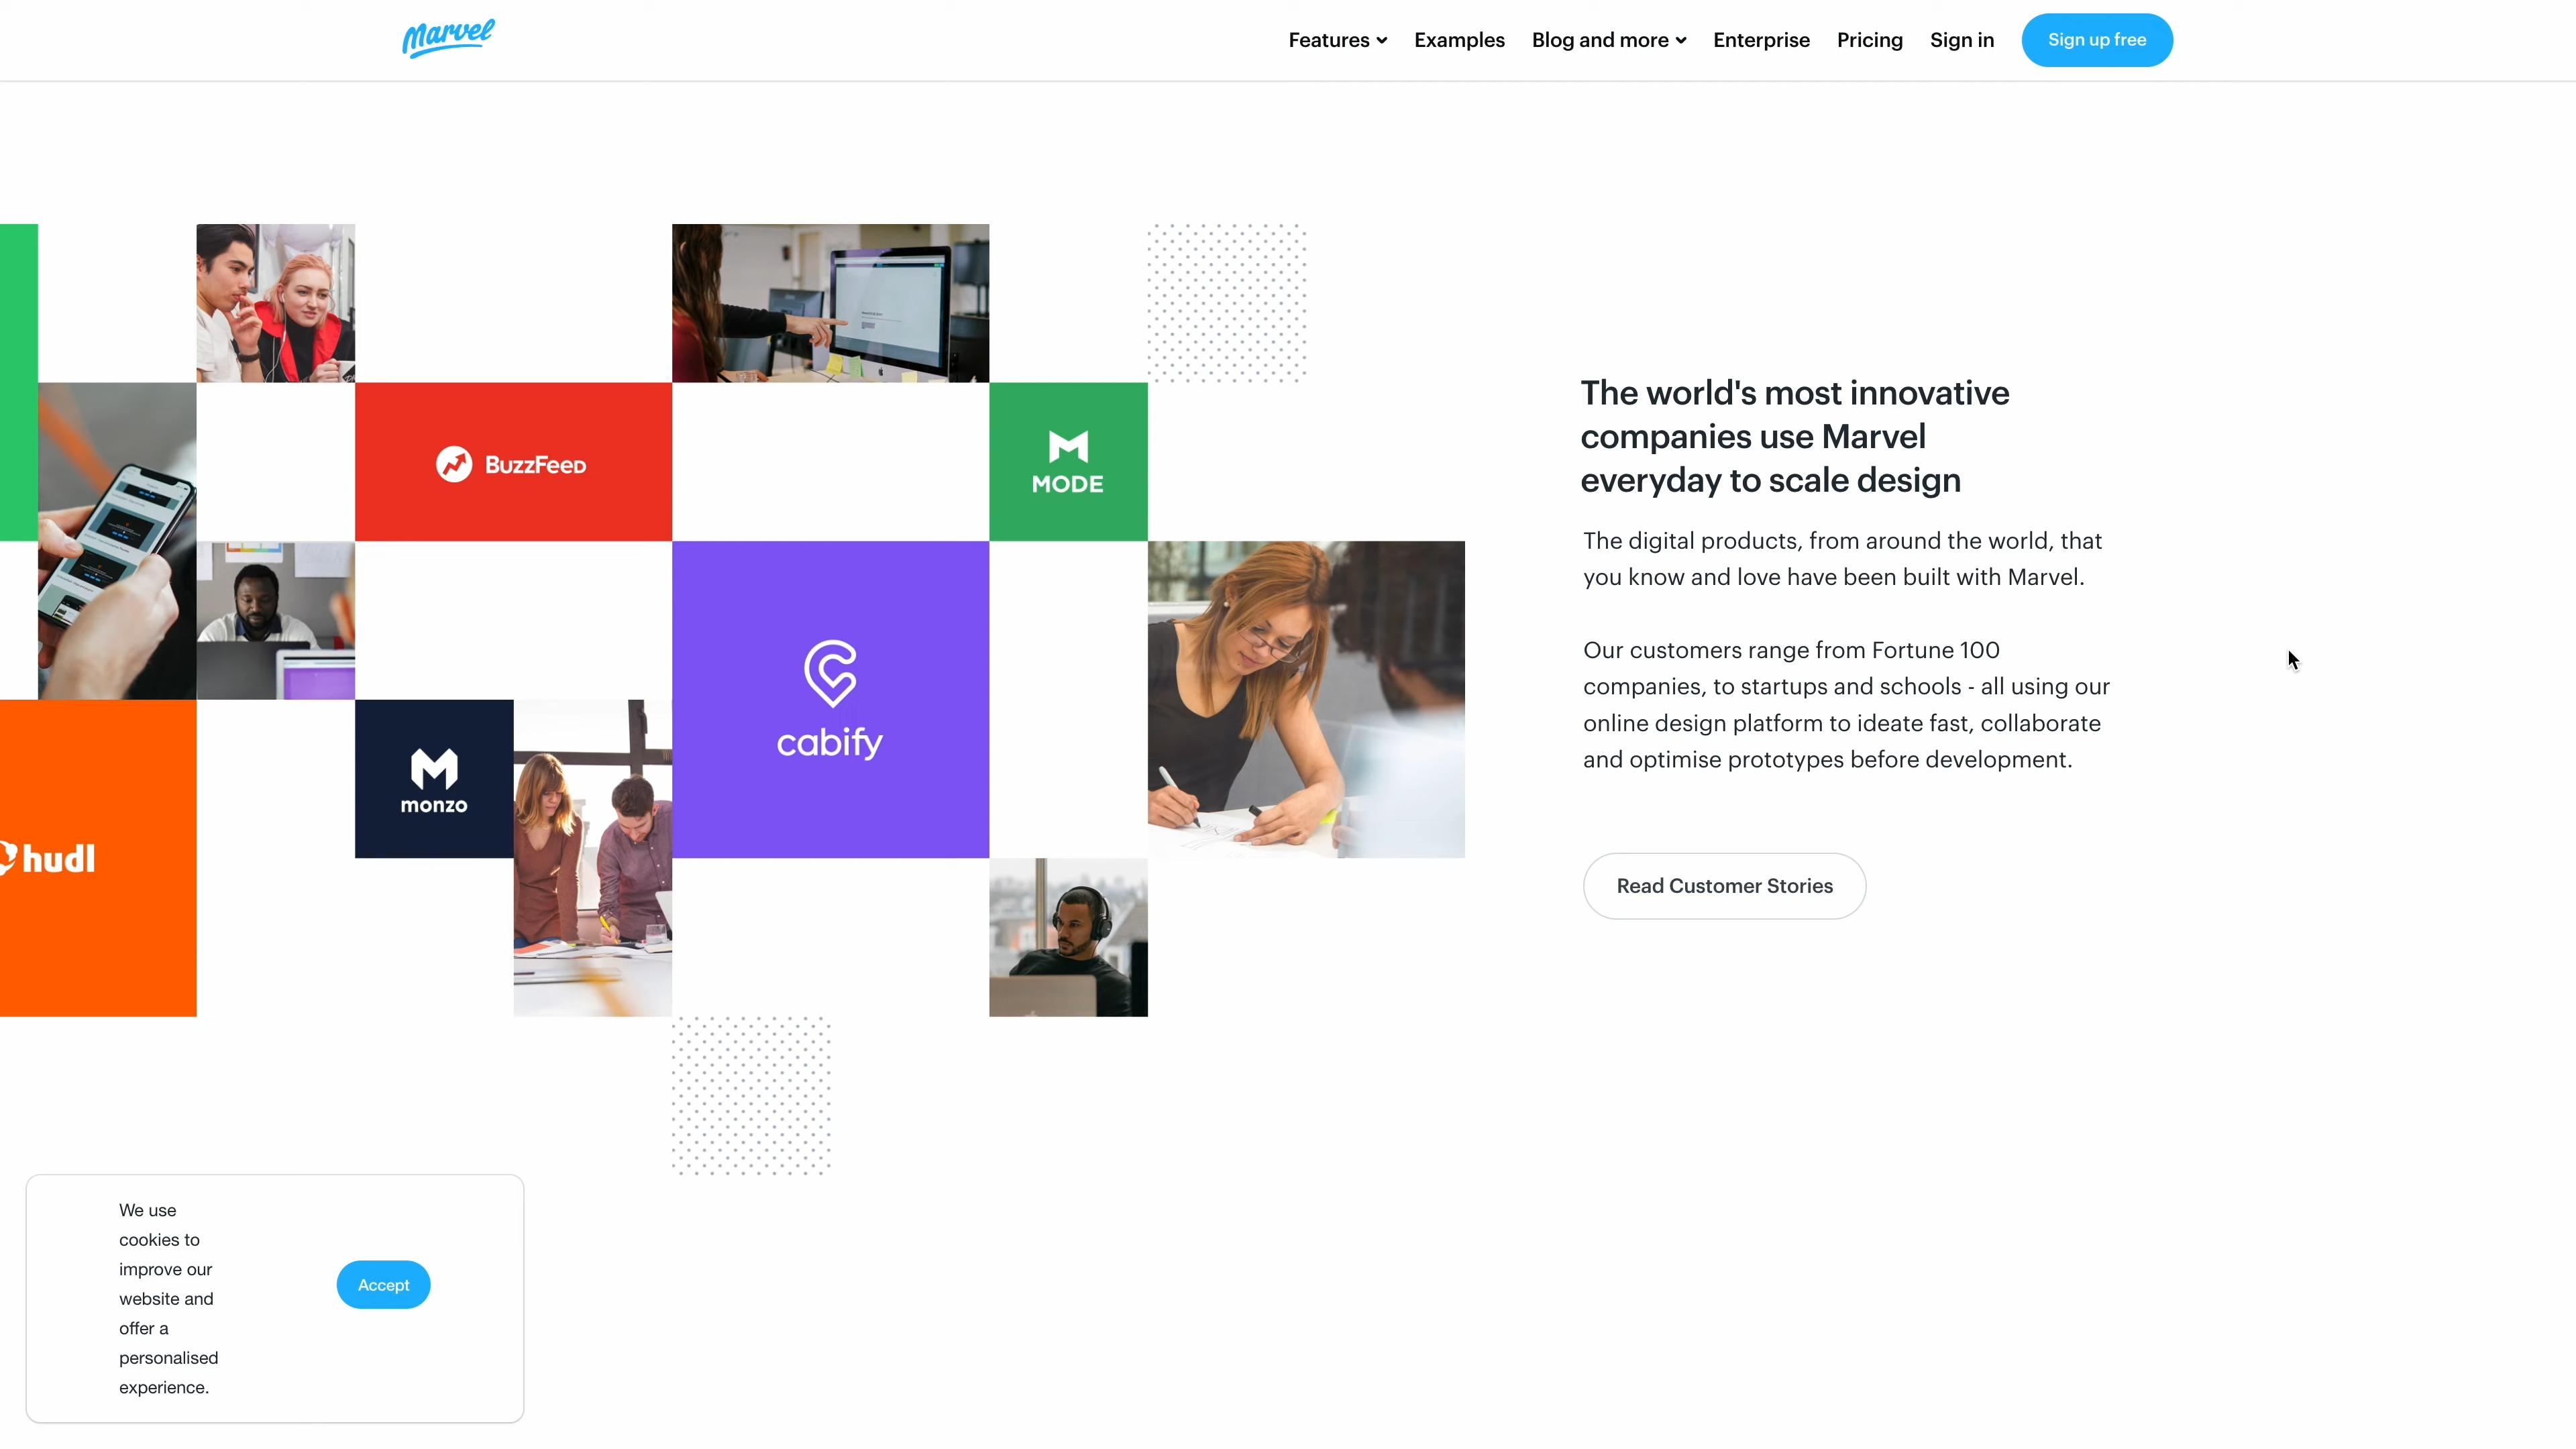 Marvel
Features
Examples
Blog and more
Enterprise
Pricing
Sign in
Sign up free
BuzzFeed
MODE
cabify
monzo
hudl
The world's most innovative
companies use Marvel
everyday to scale design
The digital products, from around the world, that
you know and love have been built with Marvel.
Our customers range from Fortune 100
companies, to startups and schools - all using our
online design platform to ideate fast, collaborate
and optimise prototypes before development.
Read Customer Stories
We use
cookies to
improve our
website and
offer a
personalised
experience.
Accept